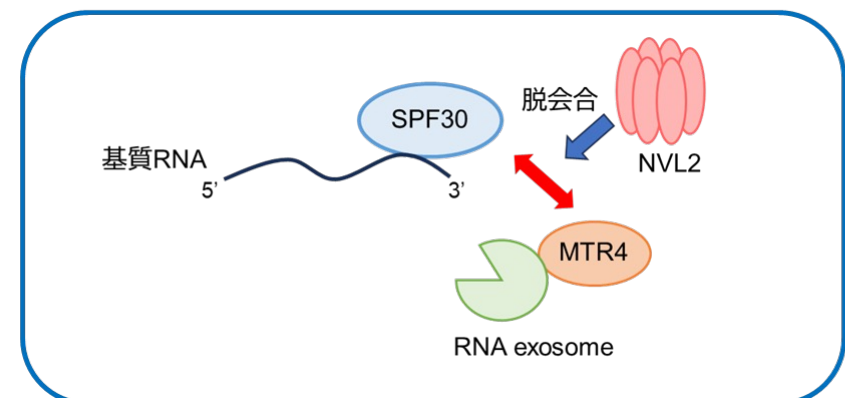 脱会合
SPF30
NVL2
基質RNA
5’
3’
MTR4
RNA exosome